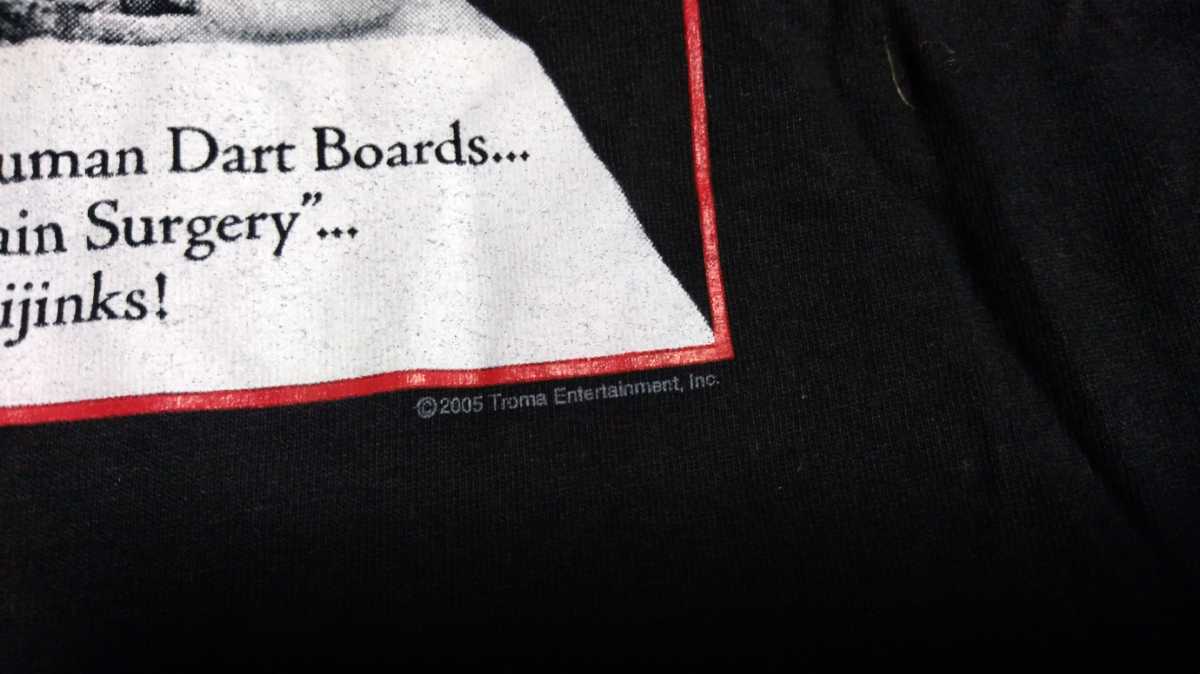 uman Dart Boards...
ain Surgery”...
ijinks!
©2005 Troma Entertainment, Inc.